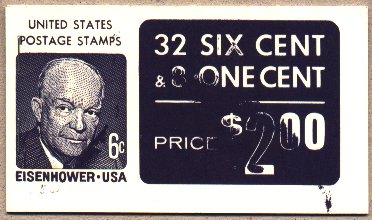 UNITED STATES
POSTAGE STAMPS
6c
EISENHOWER·USA
32 SIX CENT
& 8·ONE CENT
PRICE $2.00